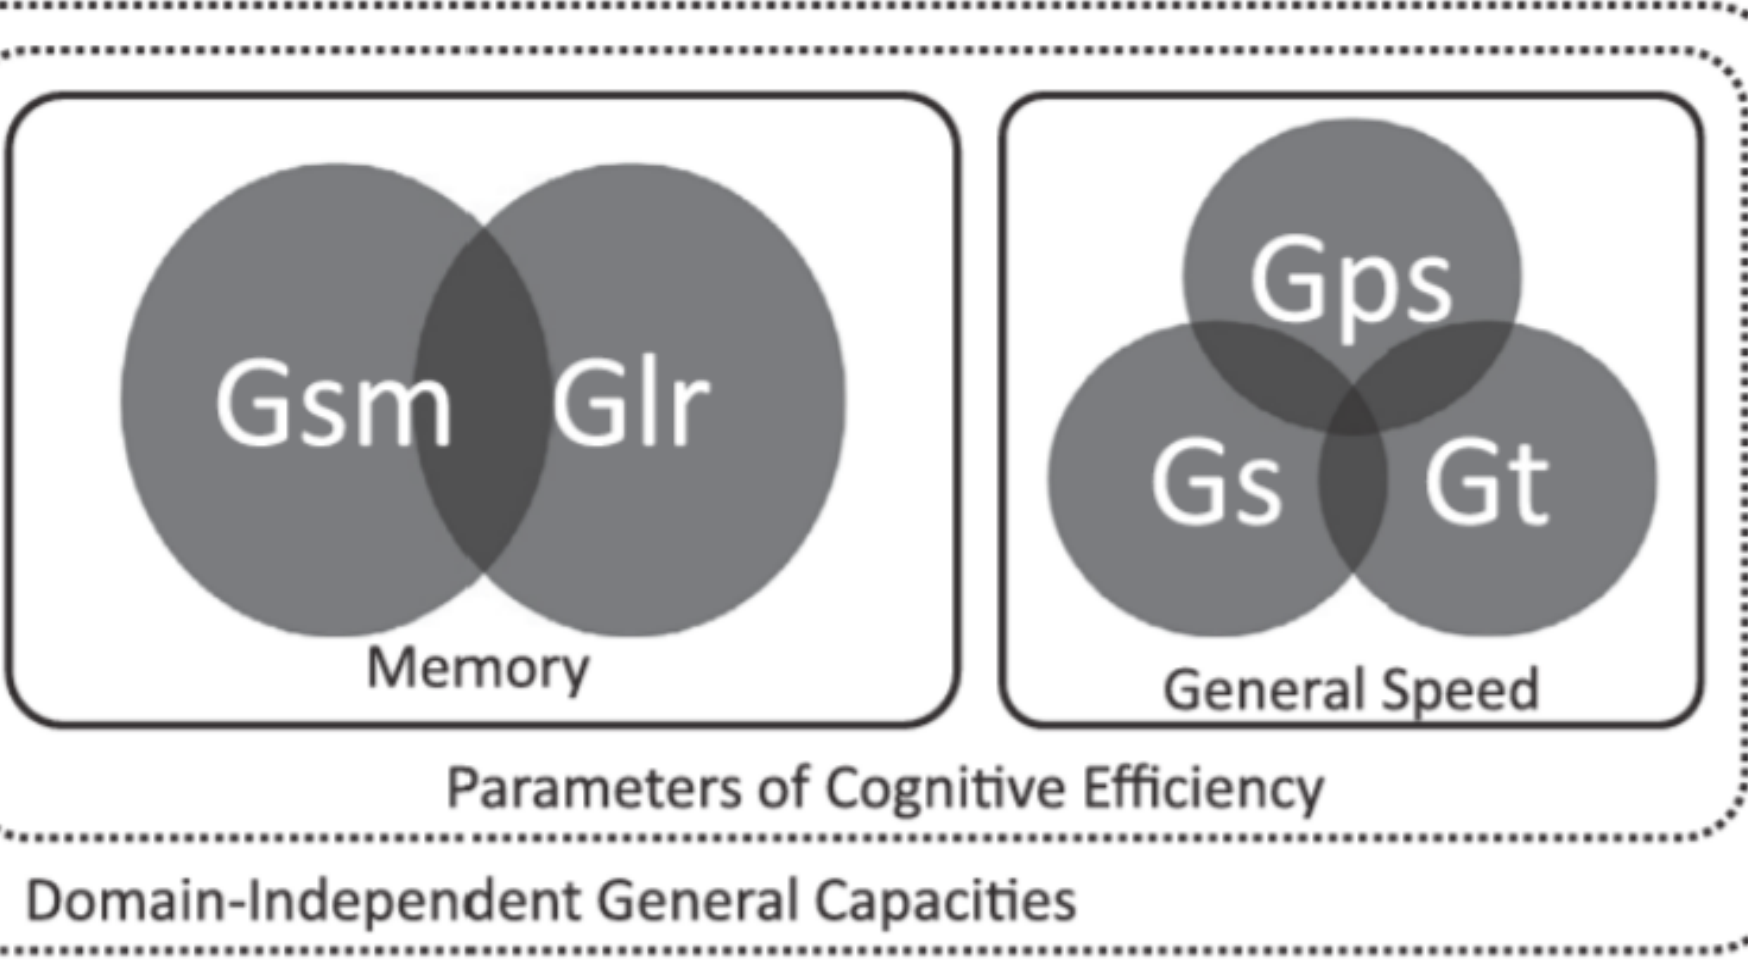 Gsm Glr
Memory
Gps
Gs Gt
General Speed
Parameters of Cognitive Efficiency
Domain-Independent General Capacities